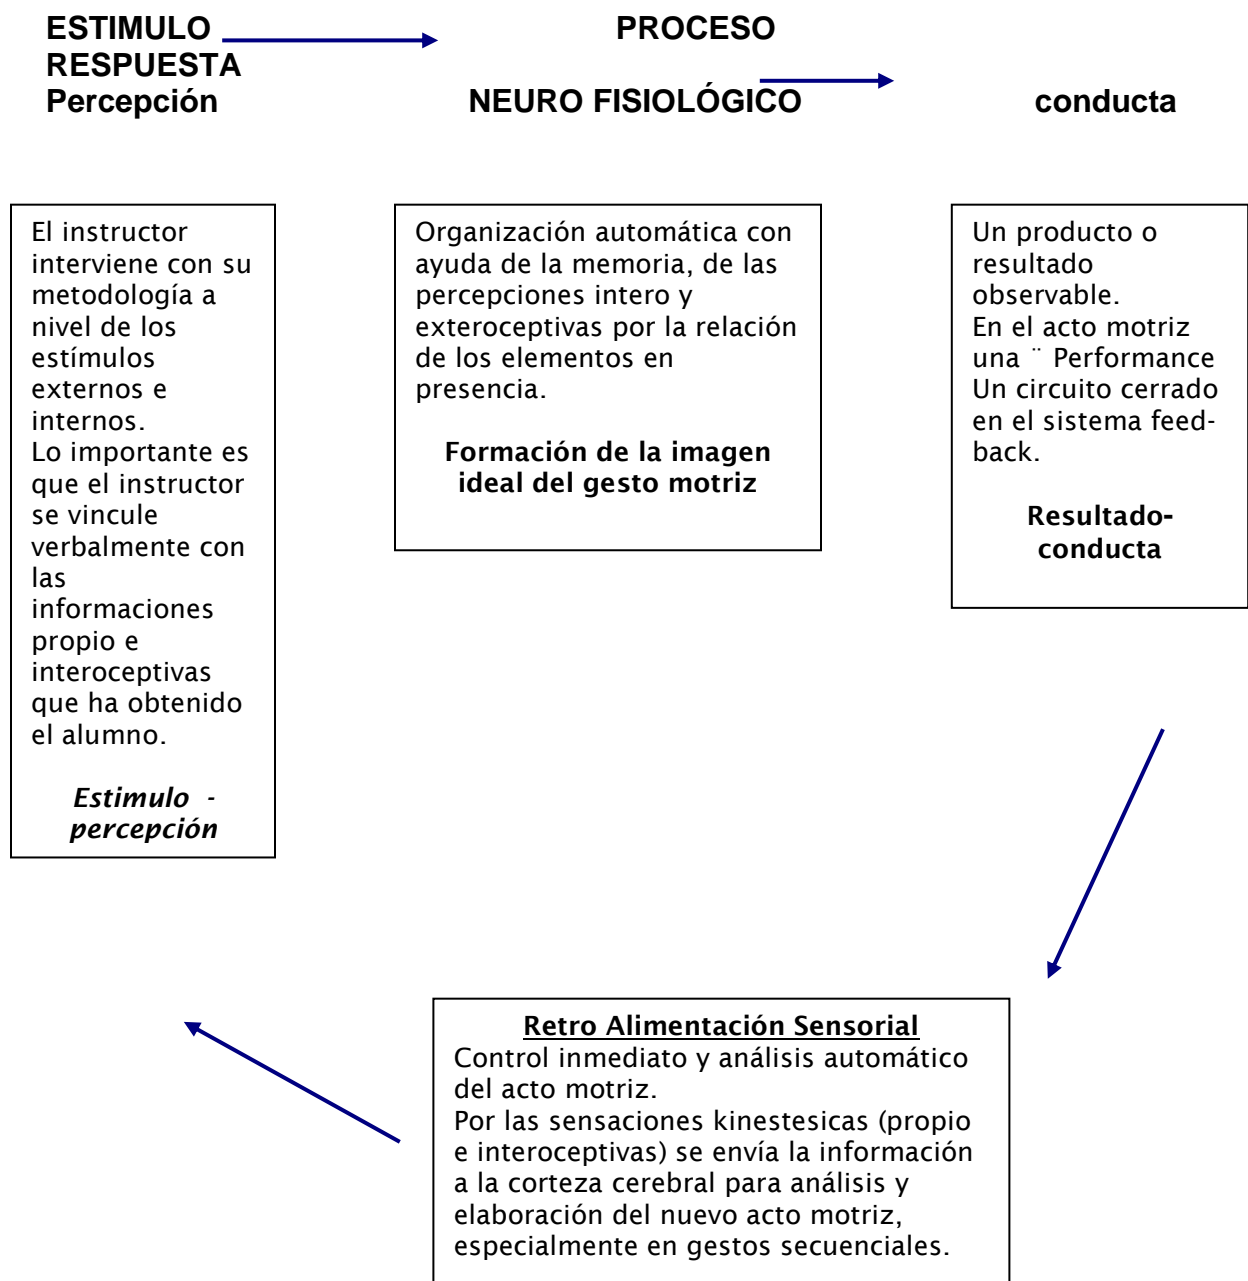 ESTIMULO PROCESO
RESPUESTA
Percepción NEURO FISIOLÓGICO conducta
El instructor
interviene con su
metodología a
nivel de los
estímulos
externos e
internos.
Lo importante es
que el instructor
se vincule
verbalmente con
las
informaciones
propio e
interoceptivas
que ha obtenido
el alumno.
Estimulo -
percepción
Organización automática con
ayuda de la memoria, de las
percepciones intero y
exteroceptivas por la relación
de los elementos en
presencia.
Formación de la imagen
ideal del gesto motriz
Un producto o
resultado
observable.
En el acto motriz
una ¨ Performance
Un circuito cerrado
en el sistema feed-
back.
Resultado-
conducta
Retro Alimentación Sensorial
Control inmediato y análisis automático
del acto motriz.
Por las sensaciones kinestesicas (propio
e interoceptivas) se envía la información
a la corteza cerebral para análisis y
elaboración del nuevo acto motriz,
especialmente en gestos secuenciales.